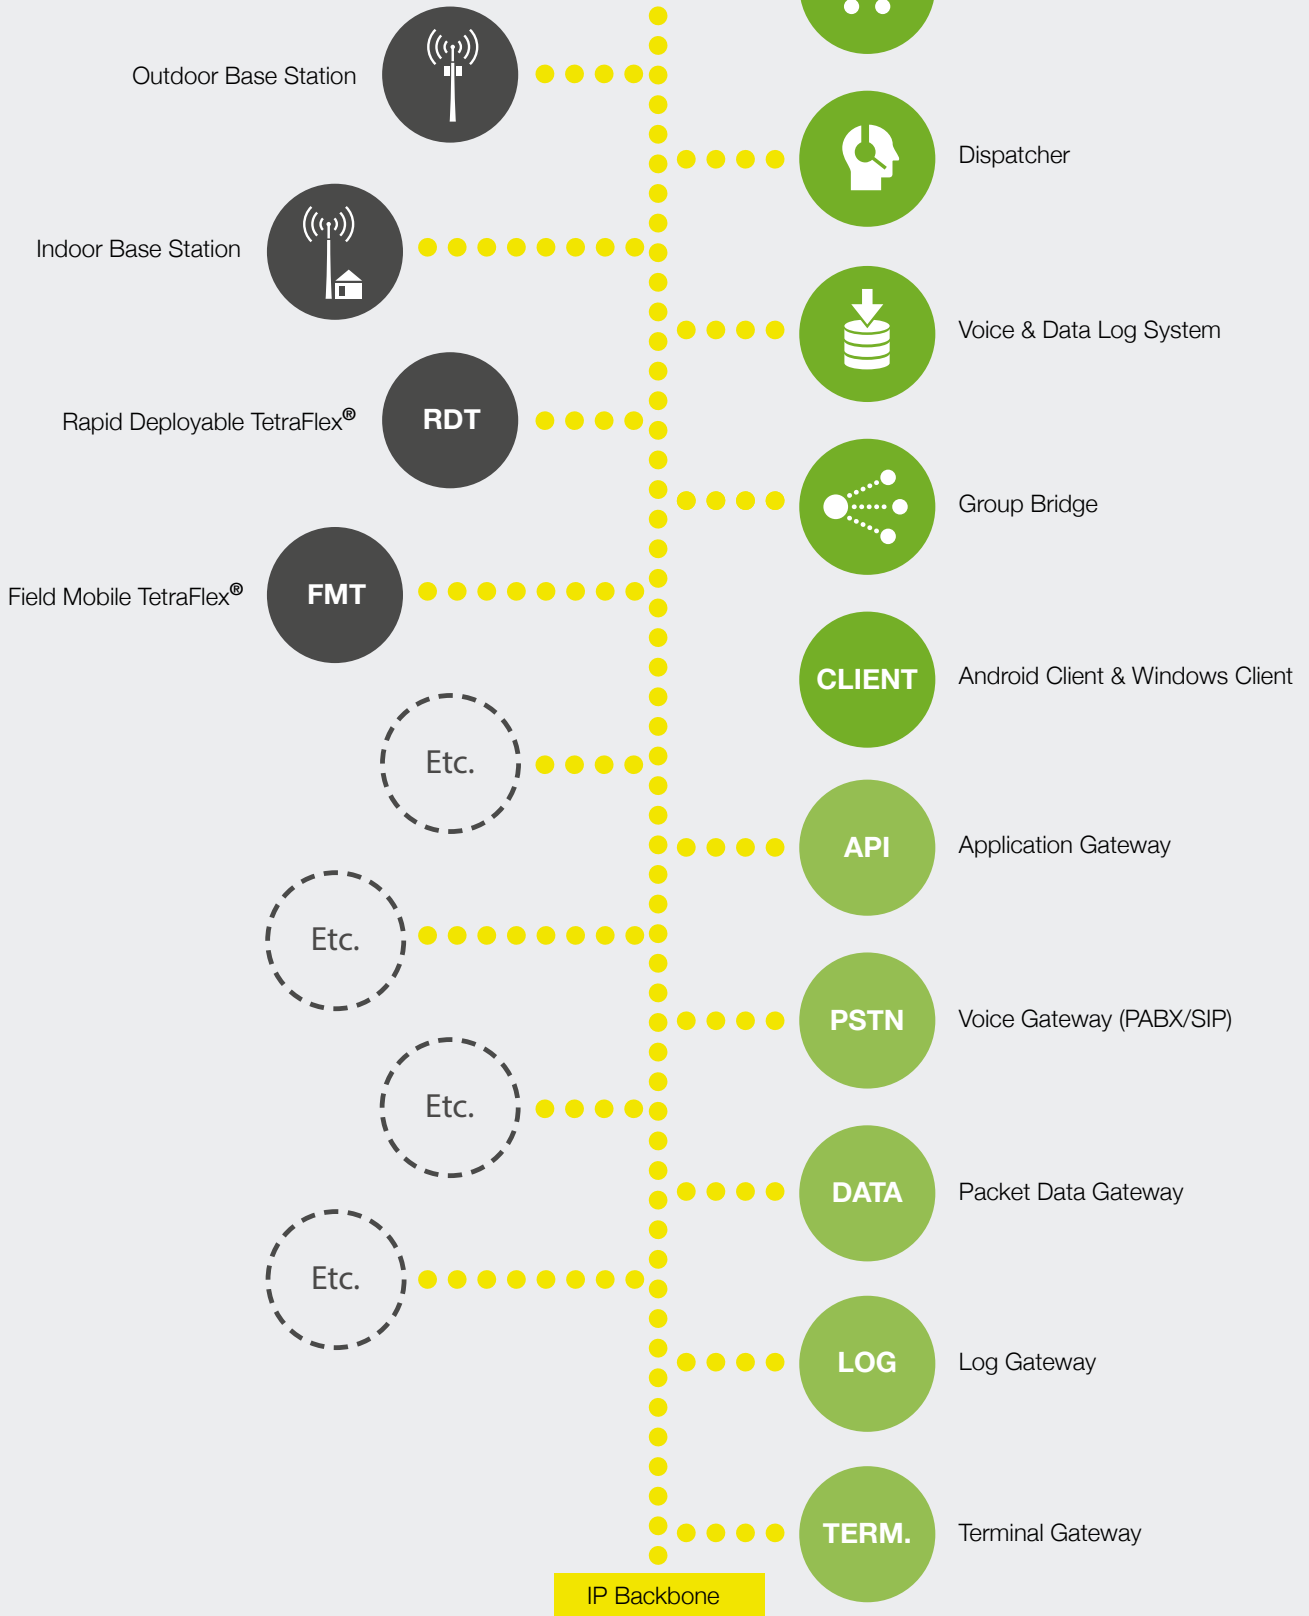 Outdoor Base Station
Dispatcher
Indoor Base Station
Voice & Data Log System
Rapid Deployable TetraFlex®
RDT
Group Bridge
Field Mobile TetraFlex®
FMT
CLIENT
Android Client & Windows Client
Etc.
API
Application Gateway
Etc.
PSTN
Voice Gateway (PABX/SIP)
Etc.
DATA
Packet Data Gateway
Etc.
LOG
Log Gateway
TERM.
Terminal Gateway
IP Backbone